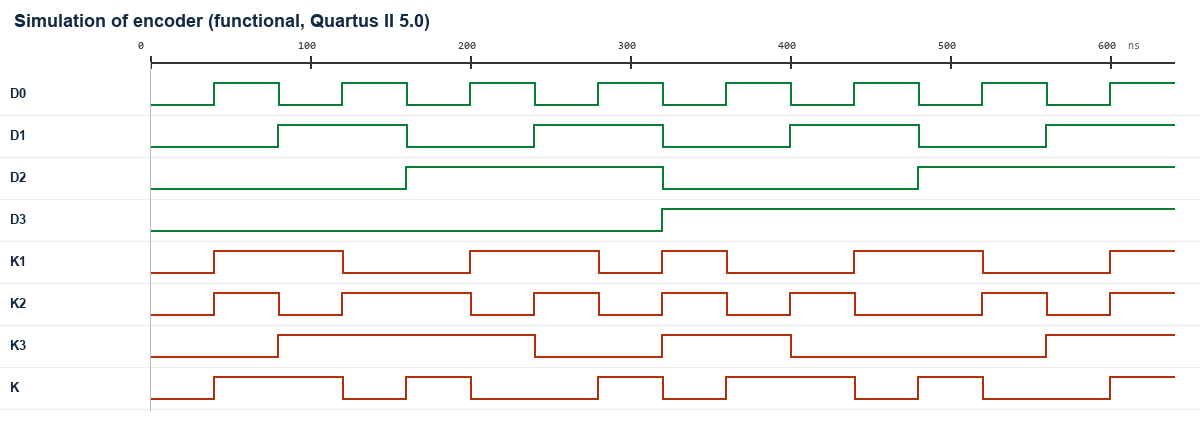 Simulation of encoder (functional, Quartus II 5.0)
0 100 200 300 400 500 600 ns
D0
D1
D2
D3
K1
K2
K3
K